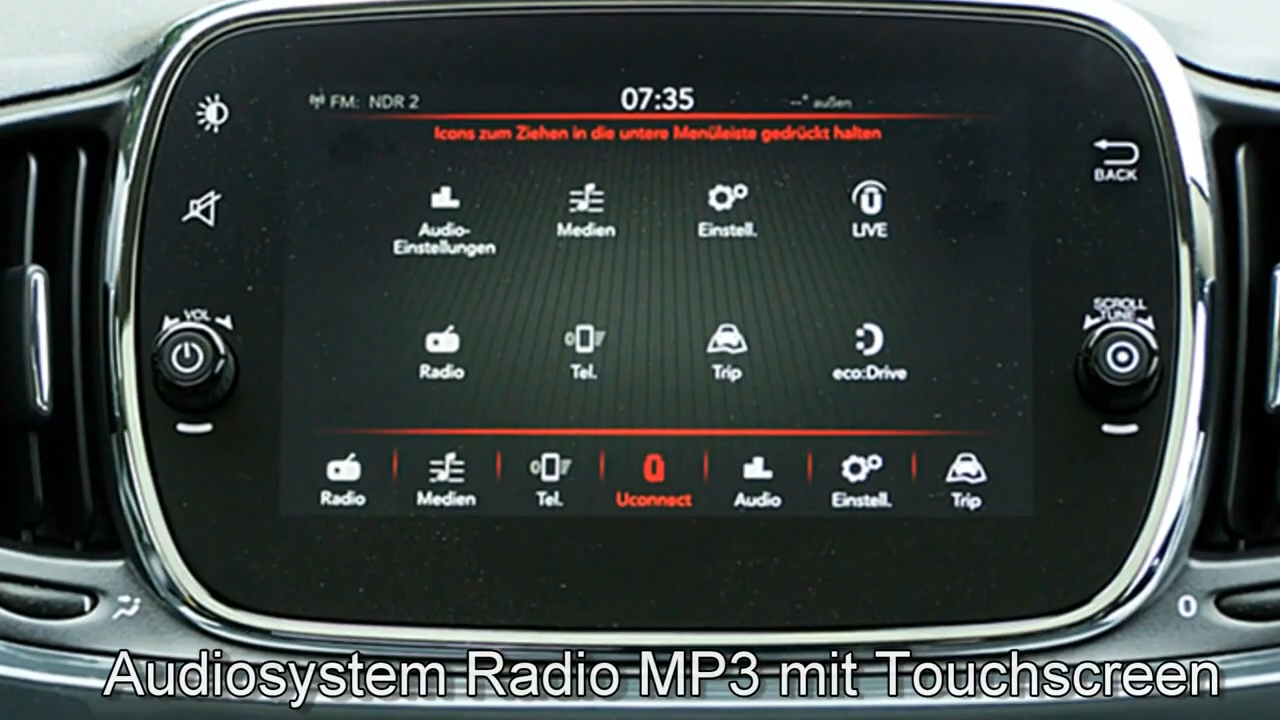 FM: NDR 2 07:35 --° außen
Icons zum Ziehen in die untere Menüleiste gedrückt halten
BACK
Audio-
Einstellungen
Medien
Einstell.
LIVE
VOL
SCROLL
TUNE
Radio
Tel.
Trip
eco:Drive
Radio
Medien
Tel.
Uconnect
Audio
Einstell.
Trip
0
Audiosystem Radio MP3 mit Touchscreen